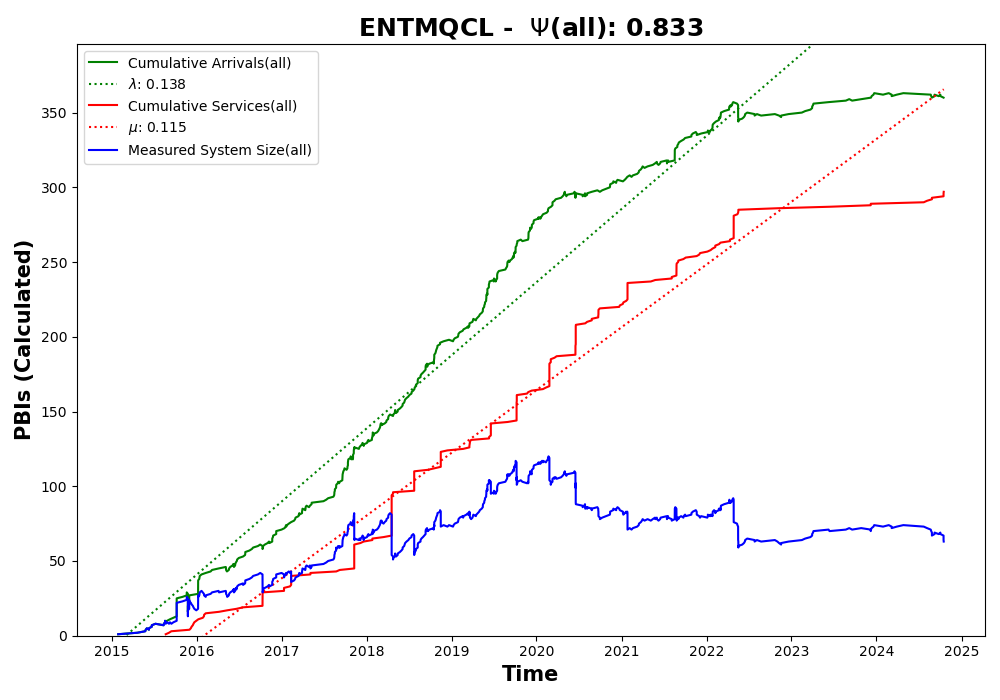 ENTMQCL - Ψ(all): 0.833
Cumulative Arrivals(all)
λ: 0.138
Cumulative Services(all)
μ: 0.115
Measured System Size(all)
PBIs (Calculated)
350
300
250
200
150
100
50
0
2015 2016 2017 2018 2019 2020 2021 2022 2023 2024 2025
Time